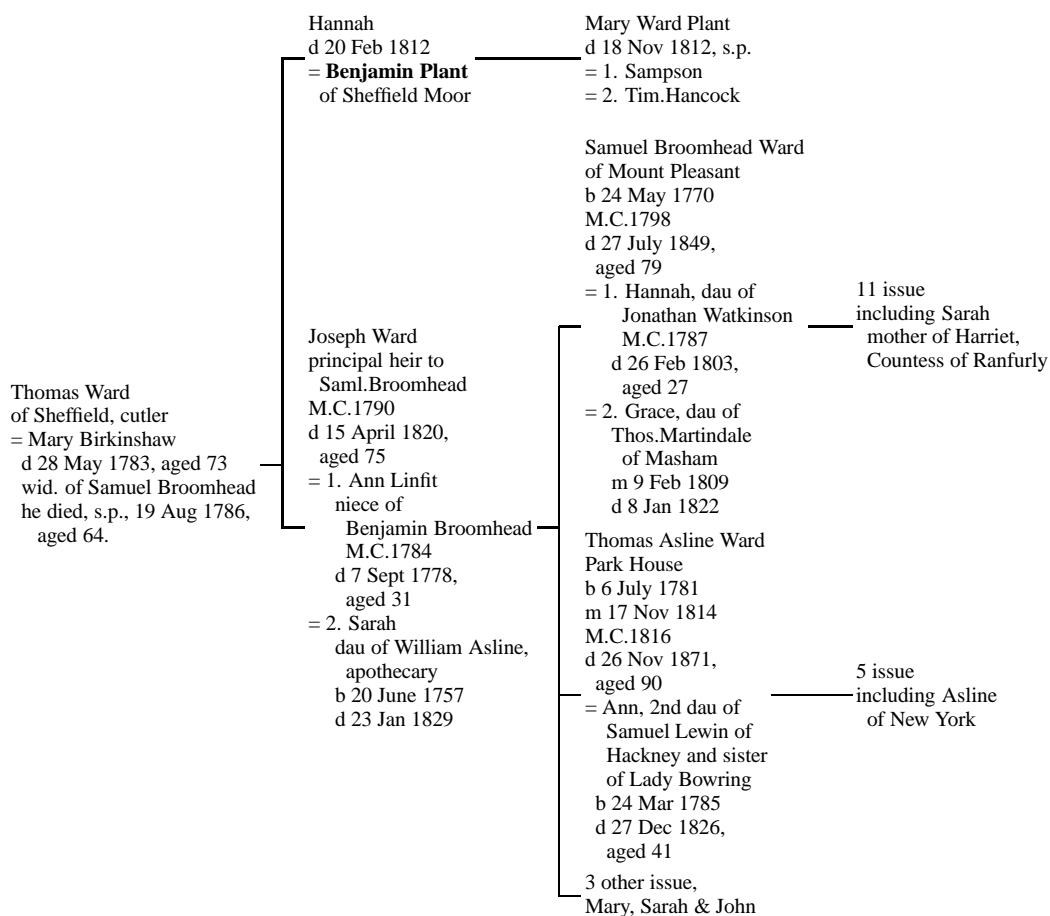 Thomas Ward
of Sheffield, cutler
= Mary Birkinshaw
d 28 May 1783, aged 73
wid. of Samuel Broomhead
he died, s.p., 19 Aug 1786,
aged 64.
Hannah
d 20 Feb 1812
= Benjamin Plant
of Sheffield Moor
Mary Ward Plant
d 18 Nov 1812, s.p.
= 1. Sampson
= 2. Tim.Hancock
Joseph Ward
principal heir to
Saml.Broomhead
M.C.1790
d 15 April 1820,
aged 75
= 1. Ann Linfit
niece of
Benjamin Broomhead
M.C.1784
d 7 Sept 1778,
aged 31
= 2. Sarah
dau of William Asline,
apothecary
b 20 June 1757
d 23 Jan 1829
Samuel Broomhead Ward
of Mount Pleasant
b 24 May 1770
M.C.1798
d 27 July 1849,
aged 79
= 1. Hannah, dau of
Jonathan Watkinson
M.C.1787
d 26 Feb 1803,
aged 27
= 2. Grace, dau of
Thos.Martindale
of Masham
m 9 Feb 1809
d 8 Jan 1822
11 issue
including Sarah
mother of Harriet,
Countess of Ranfurly
Thomas Asline Ward
Park House
b 6 July 1781
m 17 Nov 1814
M.C.1816
d 26 Nov 1871,
aged 90
= Ann, 2nd dau of
Samuel Lewin of
Hackney and sister
of Lady Bowring
b 24 Mar 1785
d 27 Dec 1826,
aged 41
5 issue
including Asline
of New York
3 other issue,
Mary, Sarah & John